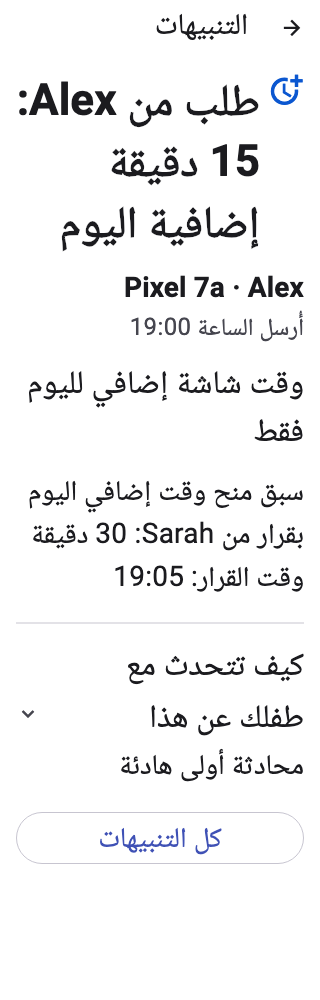 التنبيهات
طلب من Alex:
15 دقيقة
إضافية اليوم
Pixel 7a · Alex
أرسل الساعة 19:00
وقت شاشة إضافي لليوم
فقط
سبق منح وقت إضافي اليوم
بقرار من Sarah: 30 دقيقة
وقت القرار: 19:05
كيف تتحدث مع
طفلك عن هذا
محادثة أولى هادئة
كل التنبيهات